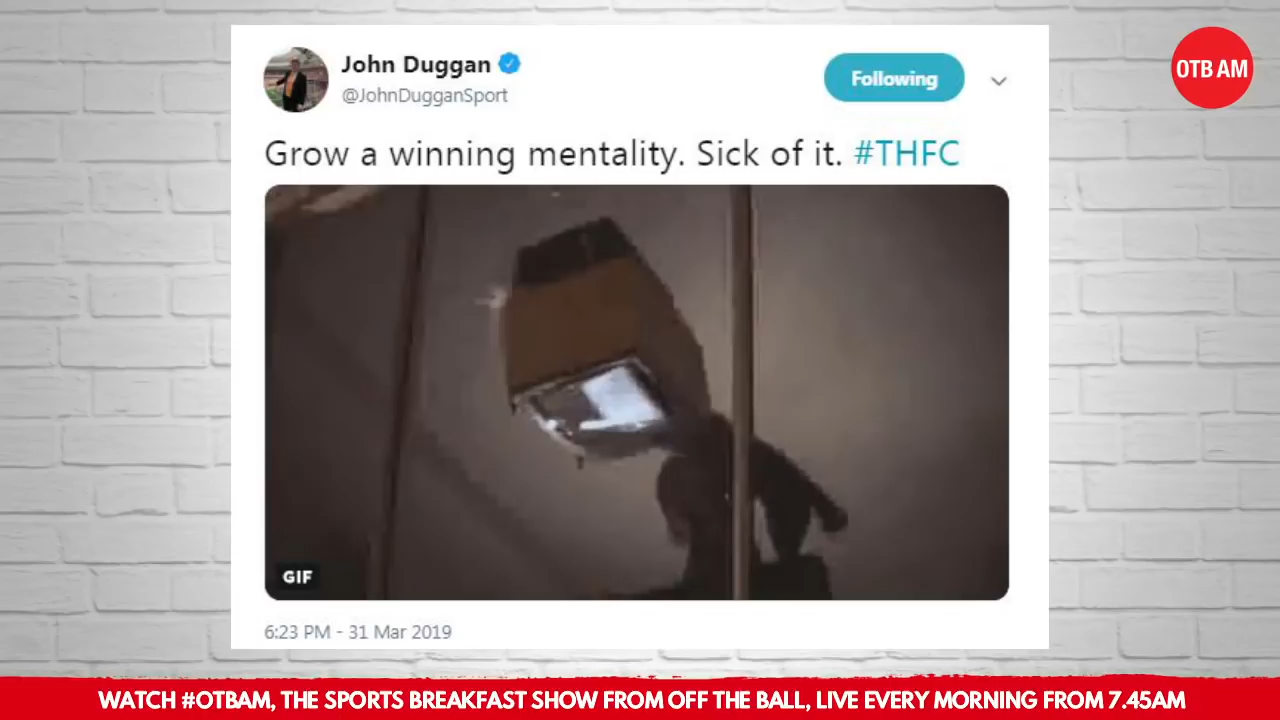 John Duggan
@JohnDugganSport
Following
OTB AM
Grow a winning mentality. Sick of it. #THFC
GIF
6:23 PM - 31 Mar 2019
WATCH #OTBAM, THE SPORTS BREAKFAST SHOW FROM OFF THE BALL, LIVE EVERY MORNING FROM 7.45AM